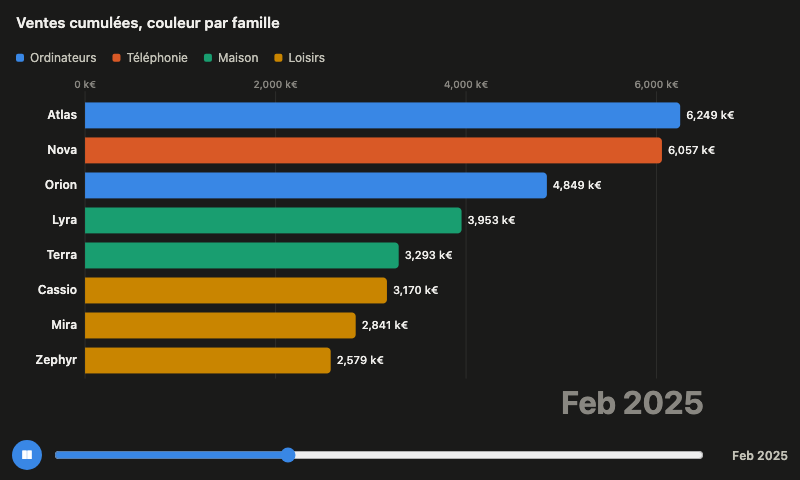 Ventes cumulées, couleur par famille
Ordinateurs Téléphonie Maison Loisirs
0 k€ 2,000 k€ 4,000 k€ 6,000 k€
Atlas 6,249 k€
Nova 6,057 k€
Orion 4,849 k€
Lyra 3,953 k€
Terra 3,293 k€
Cassio 3,170 k€
Mira 2,841 k€
Zephyr 2,579 k€
Feb 2025
Feb 2025